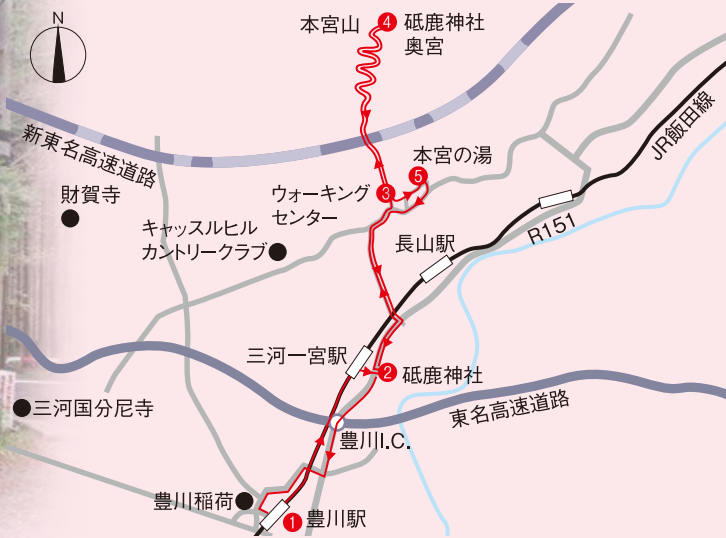 N
本宮山
4
砥鹿神社
奥宮
新東名高速道路
JR飯田線
本宮の湯
5
財賀寺
ウォーキング
センター
3
キャッスルヒル
カントリークラブ
長山駅
R151
三河一宮駅
2
砥鹿神社
三河国分尼寺
東名高速道路
豊川I.C.
豊川稲荷
1
豊川駅